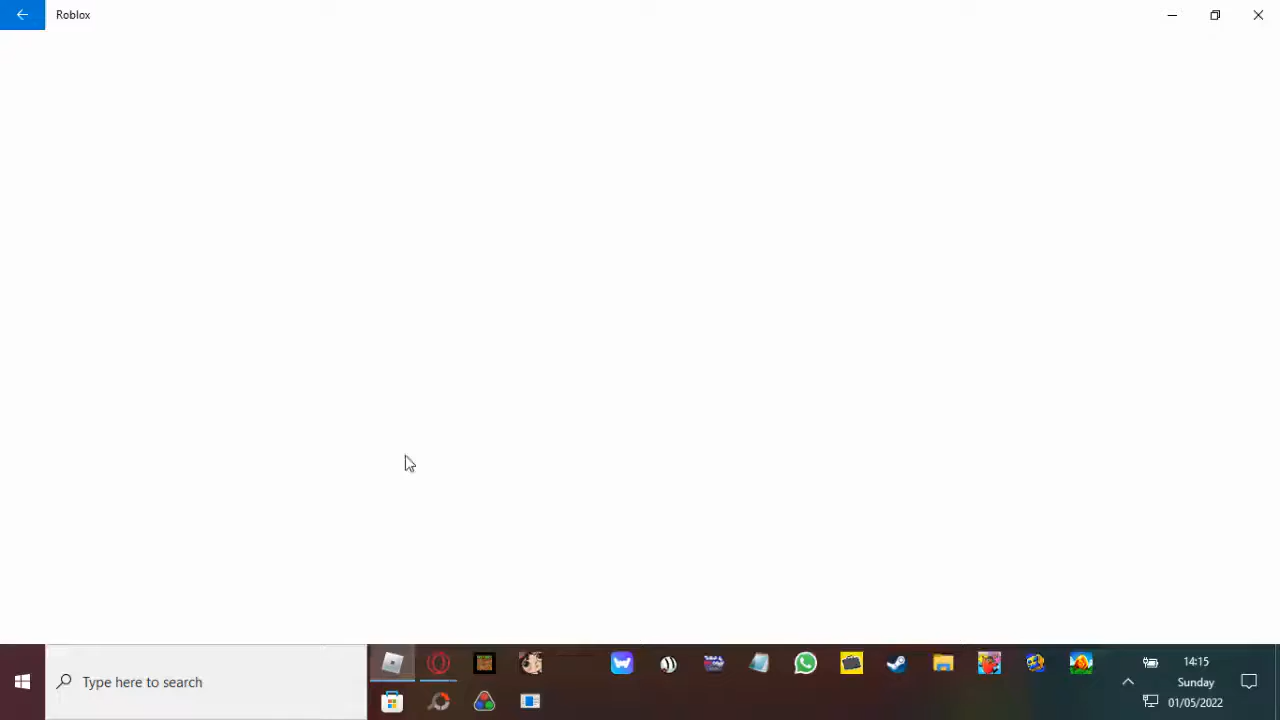 Roblox
Type here to search
14:15
Sunday
01/05/2022